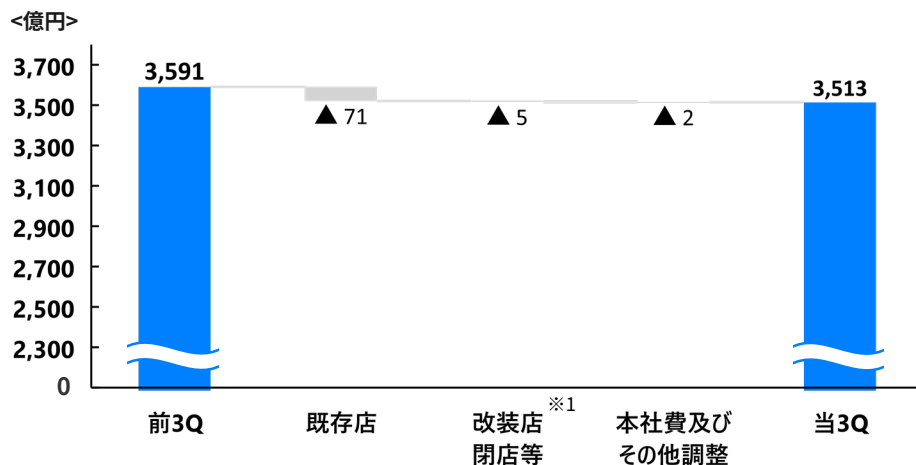 <億円>
3,700
3,500
3,300
3,100
2,900
2,700
2,500
2,300
0
3,591
▲ 71
▲ 5
▲ 2
3,513
前3Q
既存店
改装店
閉店等
※1
本社費及び
その他調整
当3Q